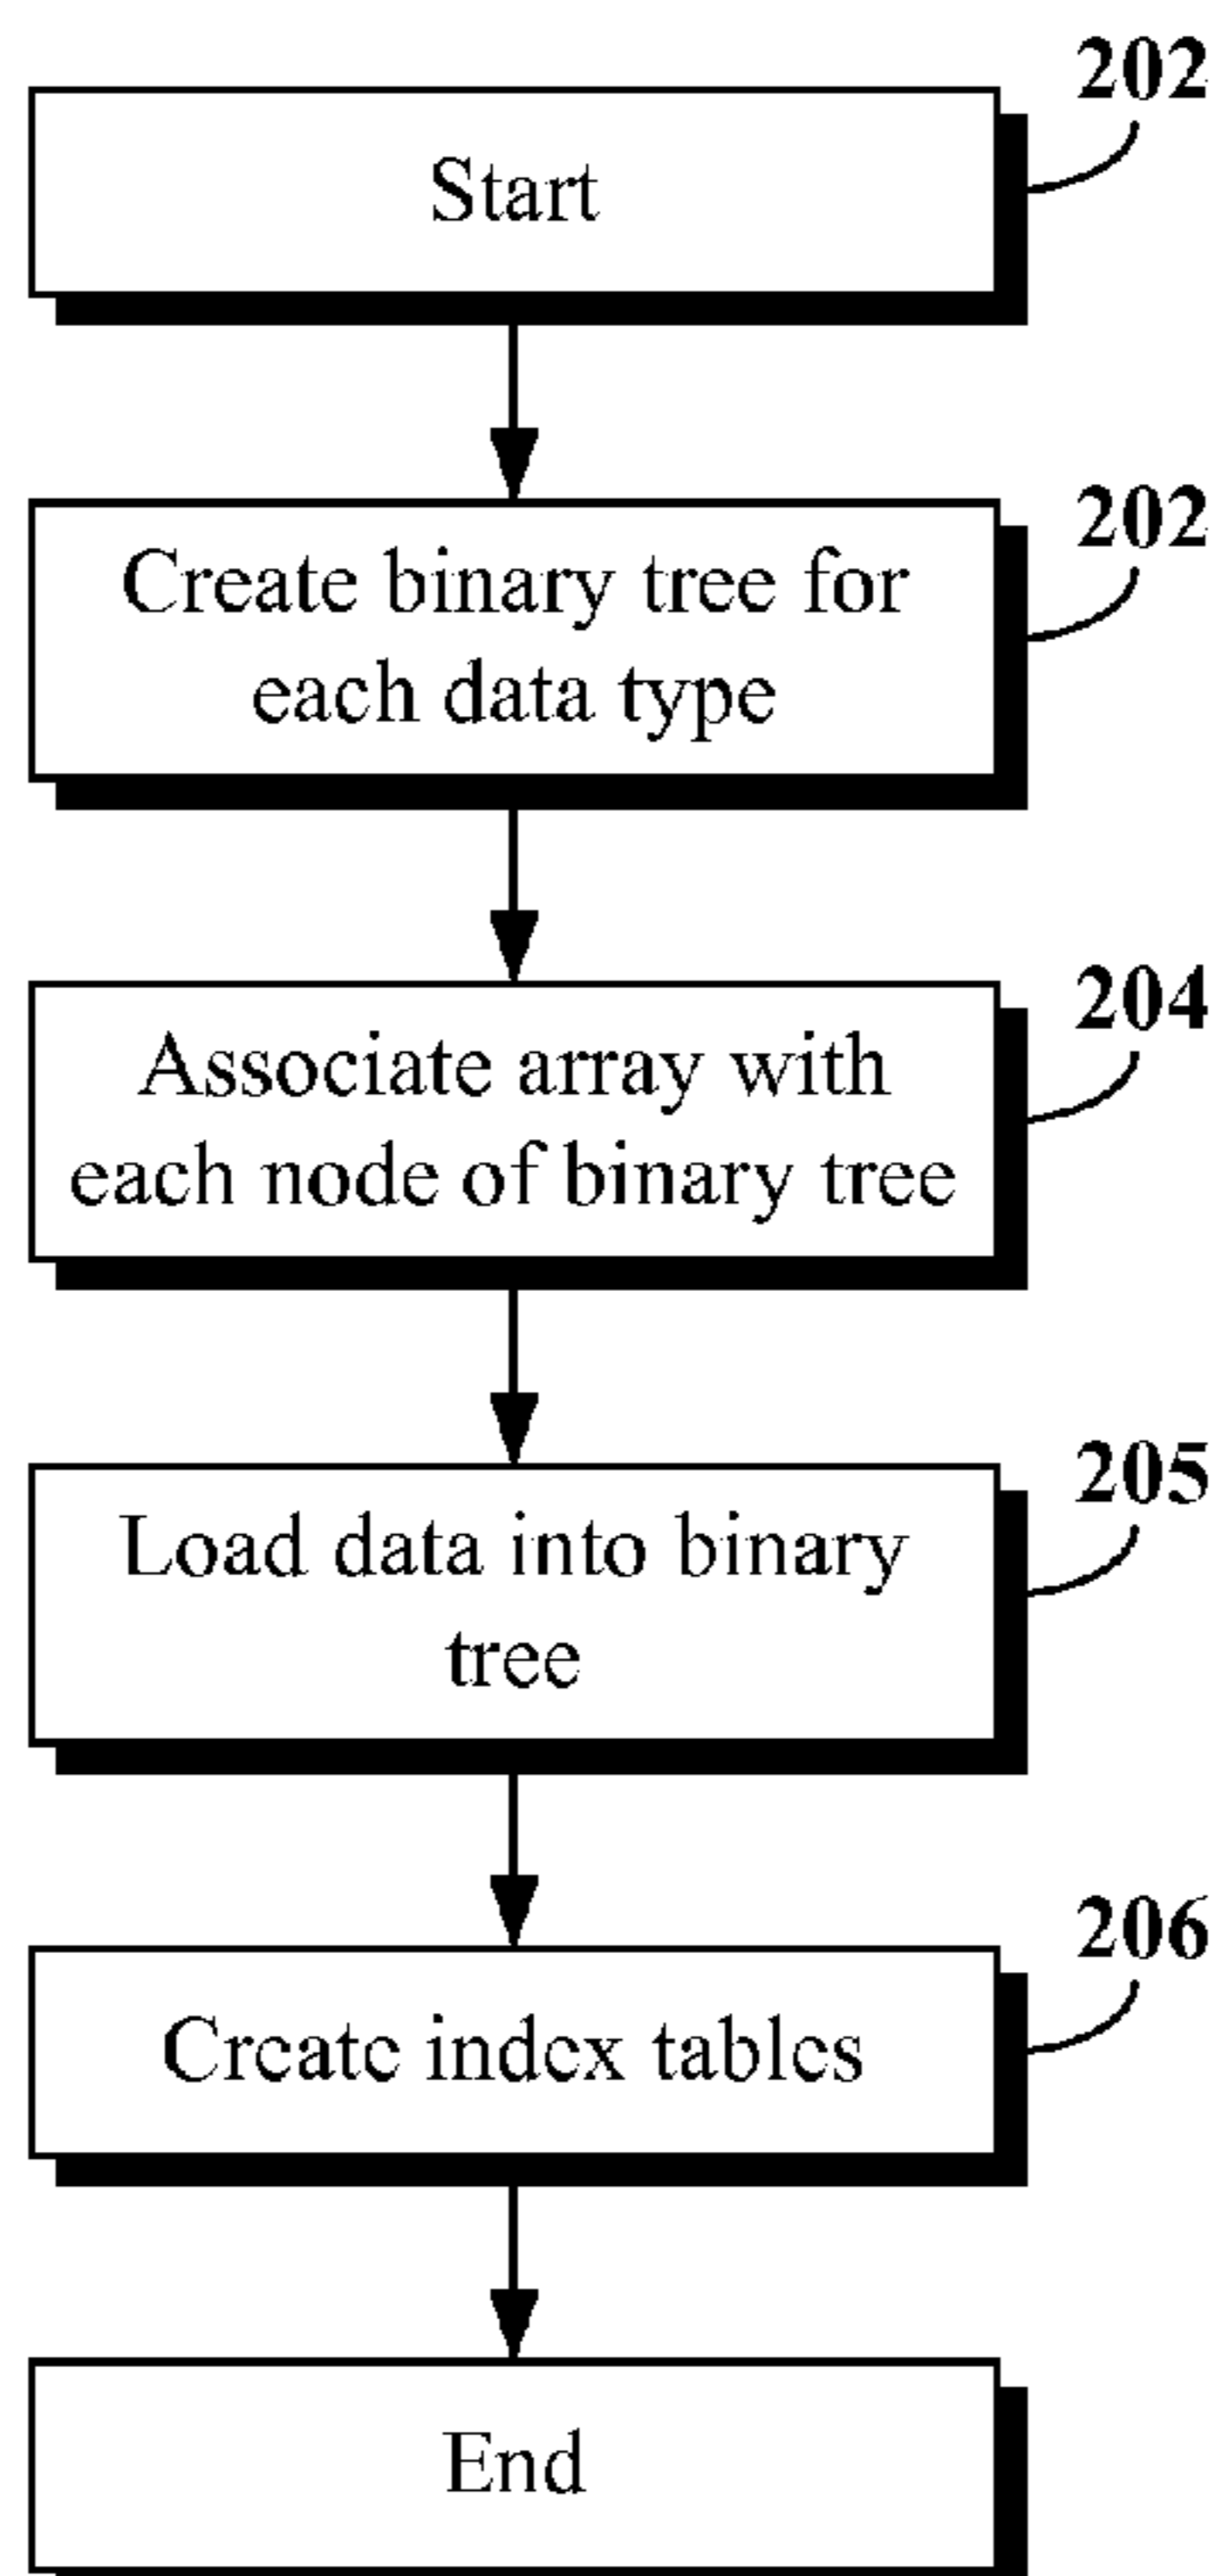 202
Start
202
Create binary tree for
each data type
204
Associate array with
each node of binary tree
205
Load data into binary
tree
206
Create index tables
End